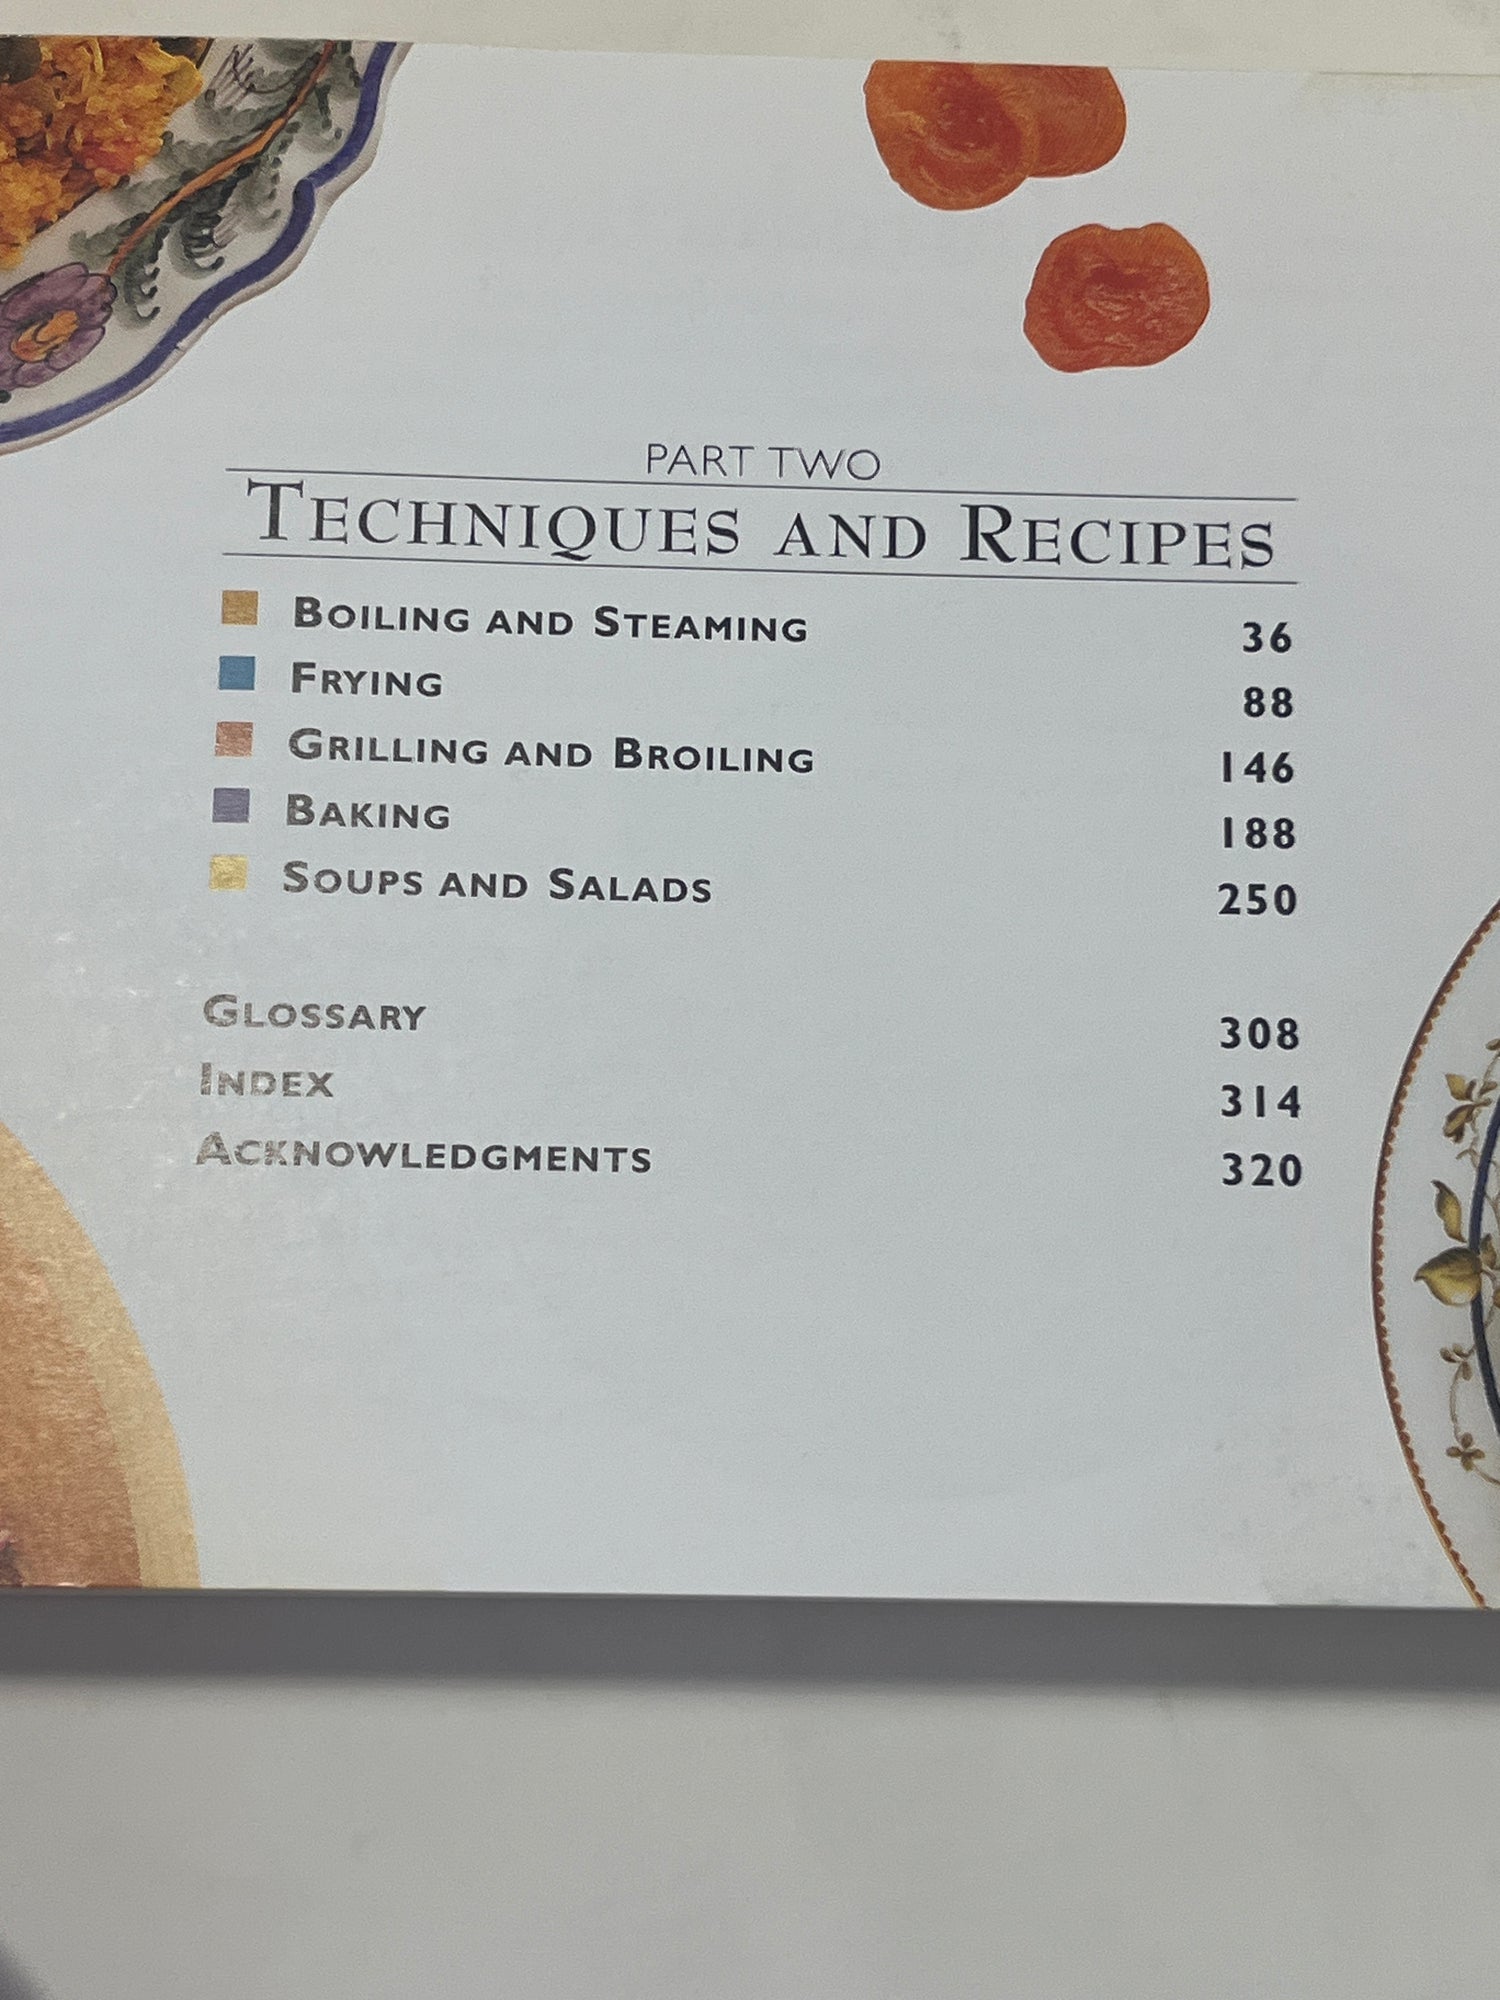 PART TWO
TECHNIQUES AND RECIPES
BOILING AND STEAMING 36
FRYING 88
GRILLING AND BROILING 146
BAKING 188
SOUPS AND SALADS 250
GLOSSARY 308
INDEX 314
ACKNOWLEDGMENTS 320